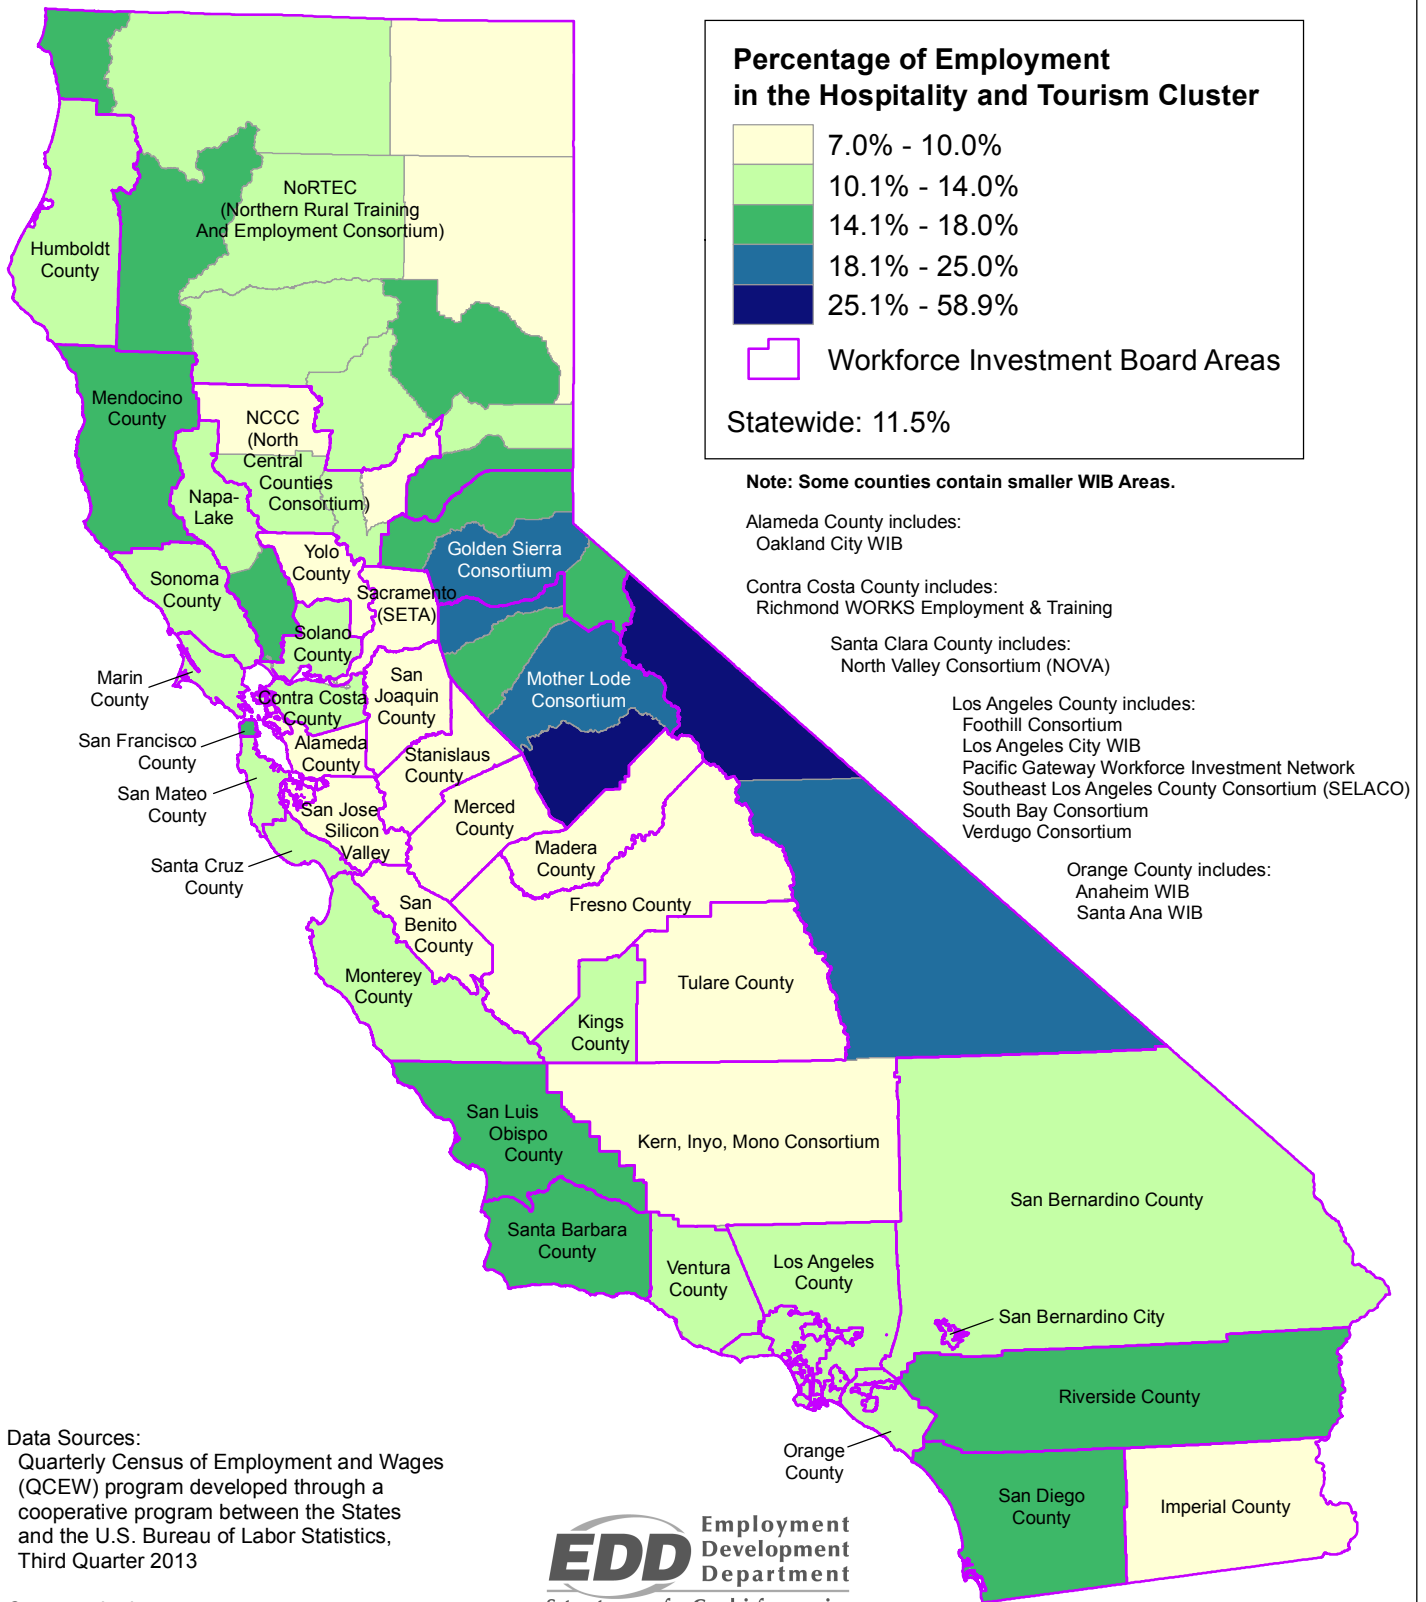 Percentage of Employment
in the Hospitality and Tourism Cluster
7.0% - 10.0%
10.1% - 14.0%
14.1% - 18.0%
18.1% - 25.0%
25.1% - 58.9%
Workforce Investment Board Areas
Statewide: 11.5%
Note: Some counties contain smaller WIB Areas.
Alameda County includes:
Oakland City WIB
Contra Costa County includes:
Richmond WORKS Employment & Training
Santa Clara County includes:
North Valley Consortium (NOVA)
Los Angeles County includes:
Foothill Consortium
Los Angeles City WIB
Pacific Gateway Workforce Investment Network
Southeast Los Angeles County Consortium (SELACO)
South Bay Consortium
Verdugo Consortium
Orange County includes:
Anaheim WIB
Santa Ana WIB
NoRTEC
(Northern Rural Training
And Employment Consortium)
Humboldt
County
Mendocino
County
NCCC
(North
Central
Counties
Consortium)
Napa-
Lake
Yolo
County
Golden Sierra
Consortium
Sonoma
County
Sacramento
(SETA)
Solano
County
Marin
County
San
Joaquin
County
Mother Lode
Consortium
Contra Costa
County
San Francisco
County
Alameda
County
Stanislaus
County
San Mateo
County
San Jose
Silicon
Valley
Merced
County
Santa Cruz
County
Madera
County
San
Benito
County
Fresno County
Monterey
County
Tulare County
Kings
County
San Luis
Obispo
County
Kern, Inyo, Mono Consortium
San Bernardino County
Santa Barbara
County
Ventura
County
Los Angeles
County
San Bernardino City
Riverside County
Orange
County
San Diego
County
Imperial County
Data Sources:
Quarterly Census of Employment and Wages
(QCEW) program developed through a
cooperative program between the States
and the U.S. Bureau of Labor Statistics,
Third Quarter 2013
EDD
Employment
Development
Department